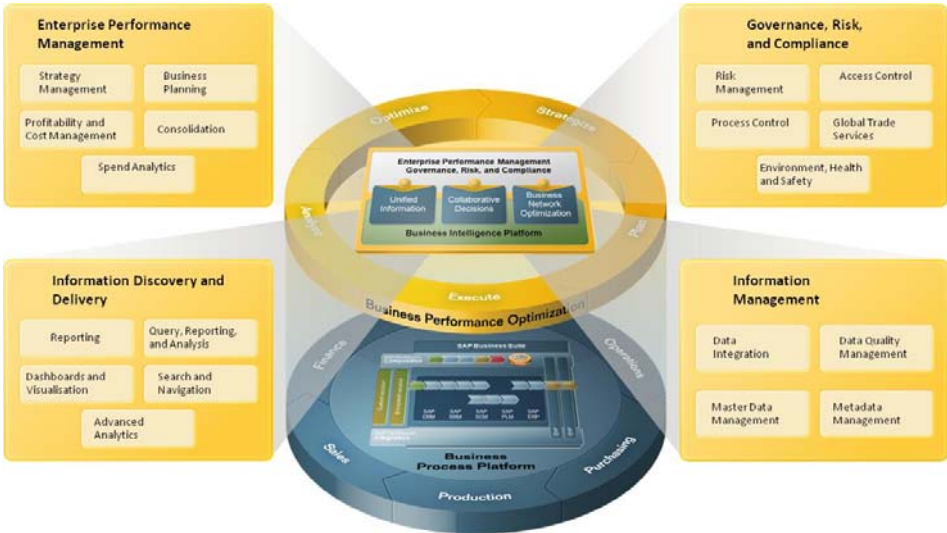 Enterprise Performance
Management
Strategy
Management
Business
Planning
Profitability and
Cost Management
Consolidation
Spend Analytics
Governance, Risk,
and Compliance
Risk
Management
Access Control
Process Control
Global Trade
Services
Environment, Health
and Safety
Optimize
Strategize
Analyze
Plan
Execute
Enterprise Performance Management
Governance, Risk, and Compliance
Unified
Information
Collaborative
Decisions
Business
Network
Optimization
Business Intelligence Platform
Business Performance Optimization
Information Discovery and
Delivery
Reporting
Query, Reporting,
and Analysis
Dashboards and
Visualisation
Search and
Navigation
Advanced
Analytics
Information
Management
Data
Integration
Data Quality
Management
Master Data
Management
Metadata
Management
Finance
Operations
Sales
Purchasing
Production
SAP Business Suite
SAP
CRM
SAP
SRM
SAP
SCM
SAP
PLM
SAP
ERP
Business
Process Platform